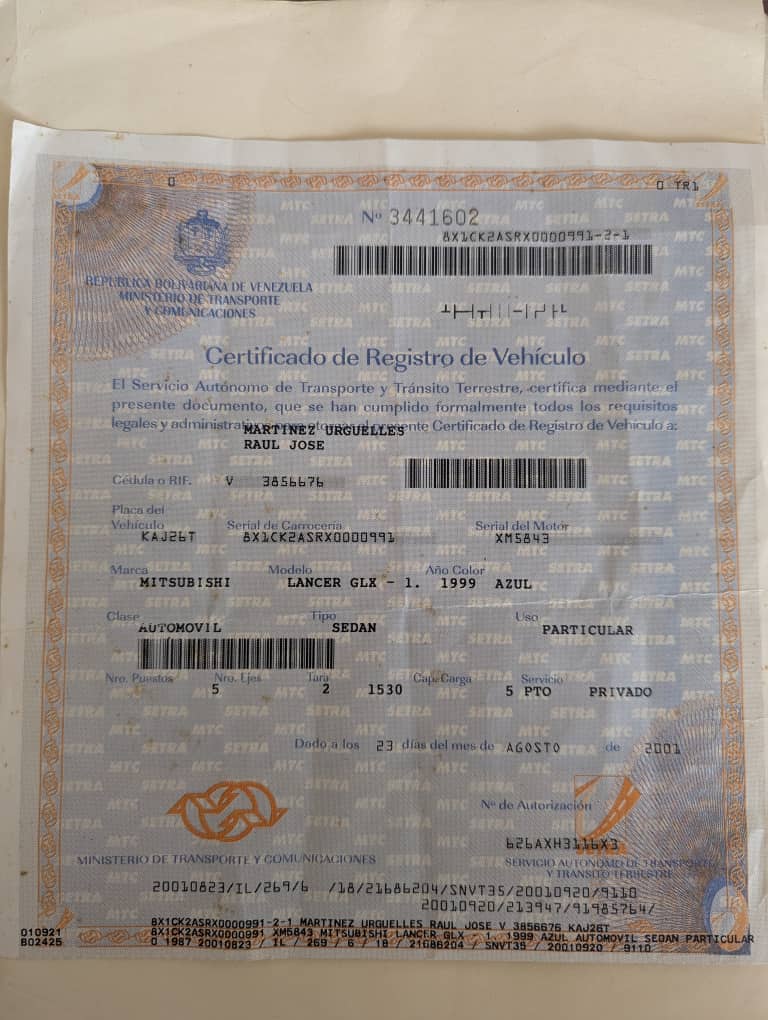 0
0 TR1
Nº 3441602
8X1CK2ASRX0000991-2-1
REPUBLICA BOLIVARIANA DE VENEZUELA
MINISTERIO DE TRANSPORTE
Y COMUNICACIONES
Certificado de Registro de Vehículo
El Servicio Autónomo de Transporte y Tránsito Terrestre, certifica mediante el
presente documento, que se han cumplido formalmente todos los requisitos
legales y administrativos para otorgar el presente Certificado de Registro de Vehículo a:
MARTINEZ URGUELLES
RAUL JOSE
Cédula o RIF. V 3856676
Placa del
Vehículo Serial de Carrocería Serial del Motor
KAJ26T 8X1CK2ASRX0000991 XM5843
Marca Modelo Año Color
MITSUBISHI LANCER GLX - 1. 1999 AZUL
Clase Tipo Uso
AUTOMOVIL SEDAN PARTICULAR
Nro. Puestos Nro. Ejes Tara Cap. Carga Servicio
5 2 1530 5 PTO PRIVADO
Dado a los 23 días del mes de AGOSTO de 2001
Nº de Autorización
626AXH3116X3
MINISTERIO DE TRANSPORTE Y COMUNICACIONES
SERVICIO AUTONOMO DE TRANSPORTE
Y TRANSITO TERRESTRE
20010823/IL/269/6 /18/21686204/SNVT35/20010920/9110
20010920/213947/91985764/
8X1CK2ASRX0000991-2-1 MARTINEZ URGUELLES RAUL JOSE V 3856676 KAJ26T
010921 8X1CK2ASRX0000991 XM5843 MITSUBISHI LANCER GLX - 1. 1999 AZUL AUTOMOVIL SEDAN PARTICULAR
B02425 0 1987 20010823 / IL / 269 / 6 / 18 / 21686204 / SNVT35 / 20010920 / 9110